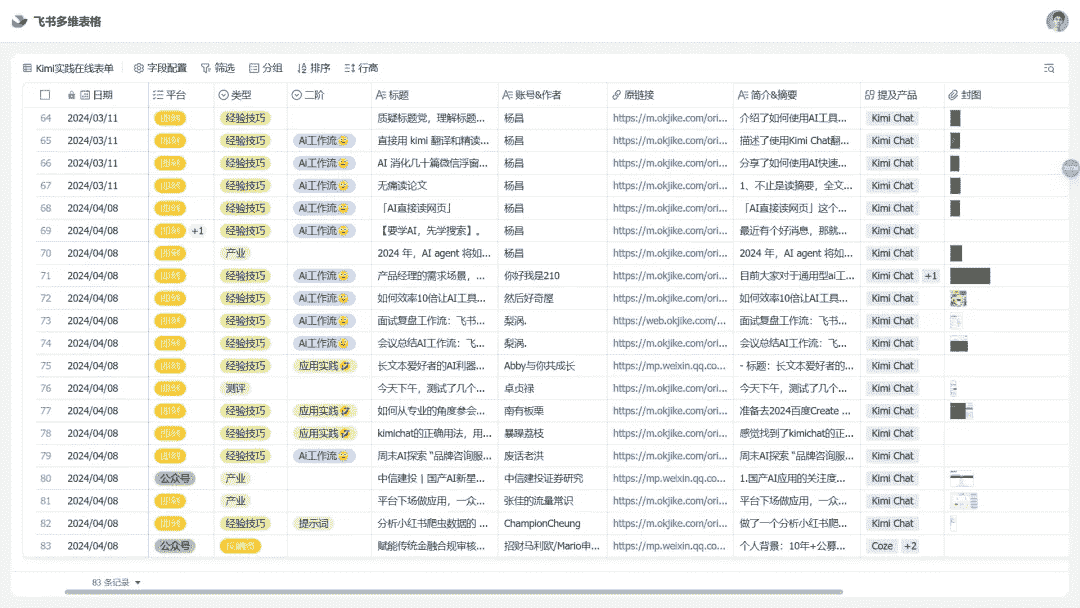 飞书多维表格
Kimi实践在线表单 字段配置 筛选 分组 排序 行高
日期 平台 类型 二阶 标题 账号&作者 原链接 简介&摘要 提及产品 封图
64 2024/03/11 即刻 经验技巧 质疑标题党，理解标题... 杨昌 https://m.okjike.com/ori... 介绍了如何使用AI工具... Kimi Chat
65 2024/03/11 即刻 经验技巧 Ai工作流😀 直接用 kimi 翻译和精读... 杨昌 https://m.okjike.com/ori... 描述了使用Kimi Chat翻... Kimi Chat
66 2024/03/11 即刻 经验技巧 Ai工作流😀 AI 消化几十篇微信浮窗... 杨昌 https://m.okjike.com/ori... 分享了如何使用AI快速... Kimi Chat
67 2024/03/11 即刻 经验技巧 Ai工作流😀 无痛读论文 杨昌 https://m.okjike.com/ori... 1、不止是读摘要，全文... Kimi Chat
68 2024/04/08 即刻 经验技巧 Ai工作流😀 「AI直接读网页」 杨昌 https://m.okjike.com/ori... 「AI直接读网页」这个... Kimi Chat
69 2024/04/08 即刻 +1 经验技巧 Ai工作流😀 【要学AI，先学搜索】。 杨昌 https://m.okjike.com/ori... 最近有个好消息，那就... Kimi Chat
70 2024/04/08 即刻 产业 2024 年，AI agent 将如... 杨昌 https://m.okjike.com/ori... 2024 年，AI agent 将如... Kimi Chat
71 2024/04/08 即刻 经验技巧 Ai工作流😀 产品经理的需求场景，... 你好我是210 https://m.okjike.com/ori... 目前大家对于通用型ai工... Kimi Chat +1
72 2024/04/08 即刻 经验技巧 Ai工作流😀 如何效率10倍让AI工具... 然后好奇屋 https://m.okjike.com/ori... 如何效率10倍让AI工具... Kimi Chat
73 2024/04/08 即刻 经验技巧 Ai工作流😀 面试复盘工作流：飞书... 梨涡. https://web.okjike.com/... 面试复盘工作流：飞书... Kimi Chat
74 2024/04/08 即刻 经验技巧 Ai工作流😀 会议总结AI工作流：飞... 梨涡. https://m.okjike.com/ori... 会议总结AI工作流：飞... Kimi Chat
75 2024/04/08 即刻 经验技巧 应用实践 长文本爱好者的AI利器... Abby与你共成长 https://mp.weixin.qq.co... - 标题：长文本爱好者的... Kimi Chat
76 2024/04/08 即刻 测评 今天下午，测试了几个... 卓贞禄 https://m.okjike.com/ori... 今天下午，测试了几个... Kimi Chat
77 2024/04/08 即刻 经验技巧 应用实践 如何从专业的角度参会... 南有板栗 https://m.okjike.com/ori... 准备去2024百度Create ... Kimi Chat
78 2024/04/08 即刻 经验技巧 应用实践 kimichat的正确用法，用... 暴曝荔枝 https://m.okjike.com/ori... 感觉找到了kimichat的正... Kimi Chat
79 2024/04/08 即刻 经验技巧 Ai工作流😀 周末AI探索 “品牌咨询服... 废话老洪 https://m.okjike.com/ori... 周末AI探索 “品牌咨询服... Kimi Chat
80 2024/04/08 公众号 产业 中信建投 | 国产AI新星... 中信建投证券研究 https://mp.weixin.qq.co... 1.国产AI应用的关注度... Kimi Chat
81 2024/04/08 即刻 产业 平台下场做应用，一众... 张佳的流量常识 https://m.okjike.com/ori... 平台下场做应用，一众... Kimi Chat
82 2024/04/08 即刻 经验技巧 提示词 分析小红书爬虫数据的 ... ChampionCheung https://m.okjike.com/ori... 做了一个分析小红书爬... Kimi Chat
83 2024/04/08 公众号 赋能传统金融合规审核... 招财马利欧/Mario申... https://mp.weixin.qq.co... 个人背景：10年+公募... Coze +2
83 条记录